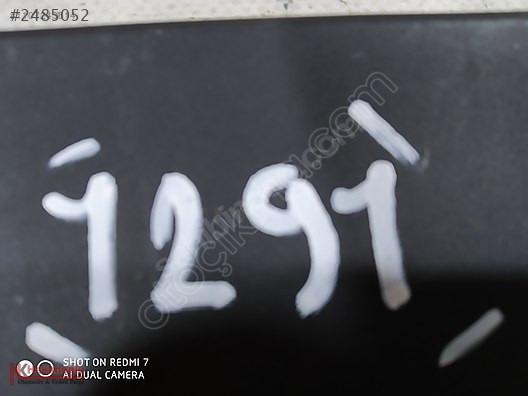 #2485052
1291
SHOT ON REDMI 7
AI DUAL CAMERA